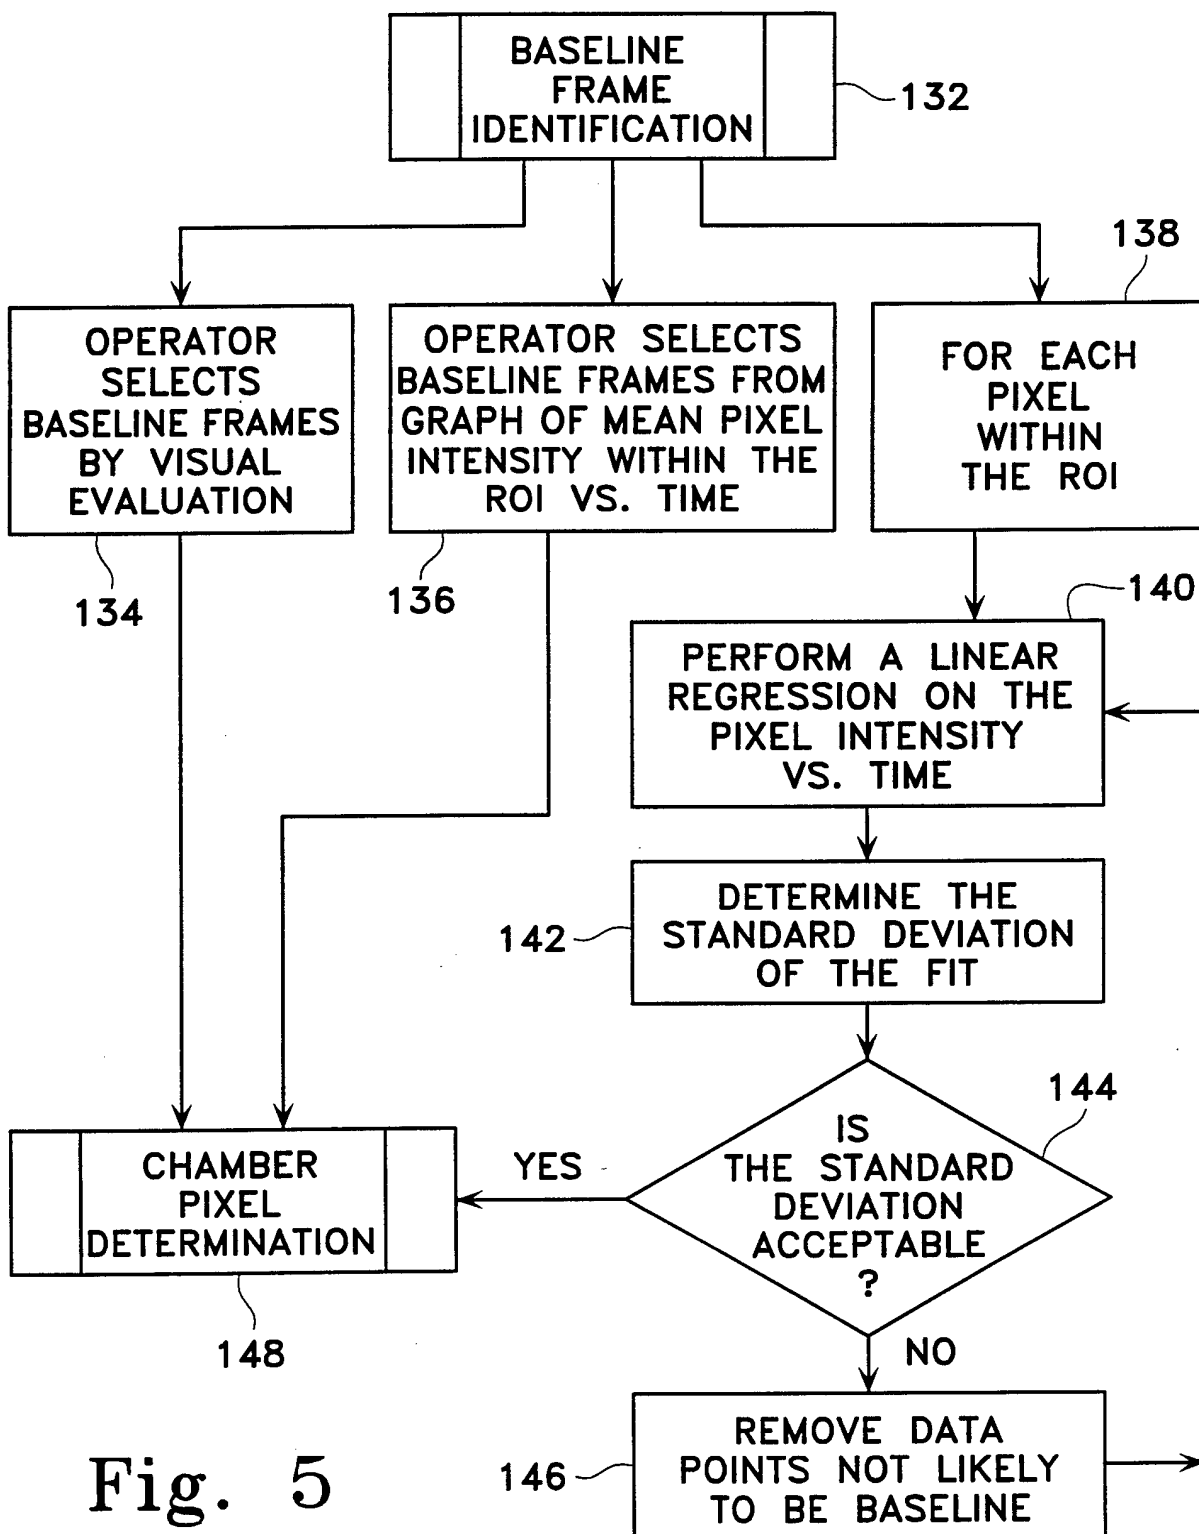 BASELINE
FRAME
IDENTIFICATION
132
138
OPERATOR
SELECTS
BASELINE FRAMES
BY VISUAL
EVALUATION
134
OPERATOR SELECTS
BASELINE FRAMES FROM
GRAPH OF MEAN PIXEL
INTENSITY WITHIN THE
ROI VS. TIME
136
FOR EACH
PIXEL
WITHIN
THE ROI
140
PERFORM A LINEAR
REGRESSION ON THE
PIXEL INTENSITY
VS. TIME
142
DETERMINE THE
STANDARD DEVIATION
OF THE FIT
144
IS
THE STANDARD
DEVIATION
ACCEPTABLE
?
YES
CHAMBER
PIXEL
DETERMINATION
148
NO
146
REMOVE DATA
POINTS NOT LIKELY
TO BE BASELINE
Fig. 5